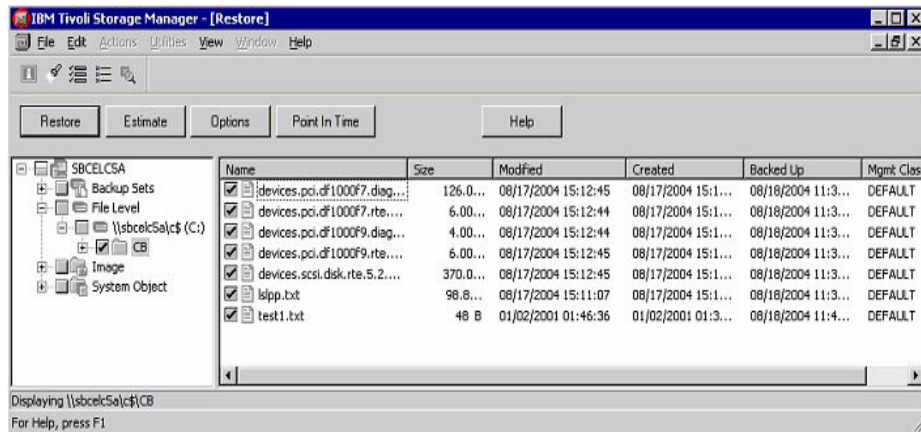 IBM Tivoli Storage Manager - [Restore]
File Edit Actions Utilities View Window Help
Restore Estimate Options Point In Time Help
SBCELC5A
Backup Sets
File Level
\\sbcelc5a\c$ (C:)
CB
Image
System Object
Name Size Modified Created Backed Up Mgmt Clas
devices.pci.df1000f7.diag... 126.0... 08/17/2004 15:12:45 08/17/2004 15:1... 08/18/2004 11:3... DEFAULT
devices.pci.df1000f7.rte.... 6.00... 08/17/2004 15:12:44 08/17/2004 15:1... 08/18/2004 11:3... DEFAULT
devices.pci.df1000f9.diag... 4.00... 08/17/2004 15:12:44 08/17/2004 15:1... 08/18/2004 11:3... DEFAULT
devices.pci.df1000f9.rte.... 6.00... 08/17/2004 15:12:45 08/17/2004 15:1... 08/18/2004 11:3... DEFAULT
devices.scsi.disk.rte.5.2.... 370.0... 08/17/2004 15:12:45 08/17/2004 15:1... 08/18/2004 11:3... DEFAULT
lslpp.txt 98.8... 08/17/2004 15:11:07 08/17/2004 15:1... 08/18/2004 11:3... DEFAULT
test1.txt 48 B 01/02/2001 01:46:36 01/02/2001 01:3... 08/18/2004 11:4... DEFAULT
Displaying \\sbcelc5a\c$\CB
For Help, press F1